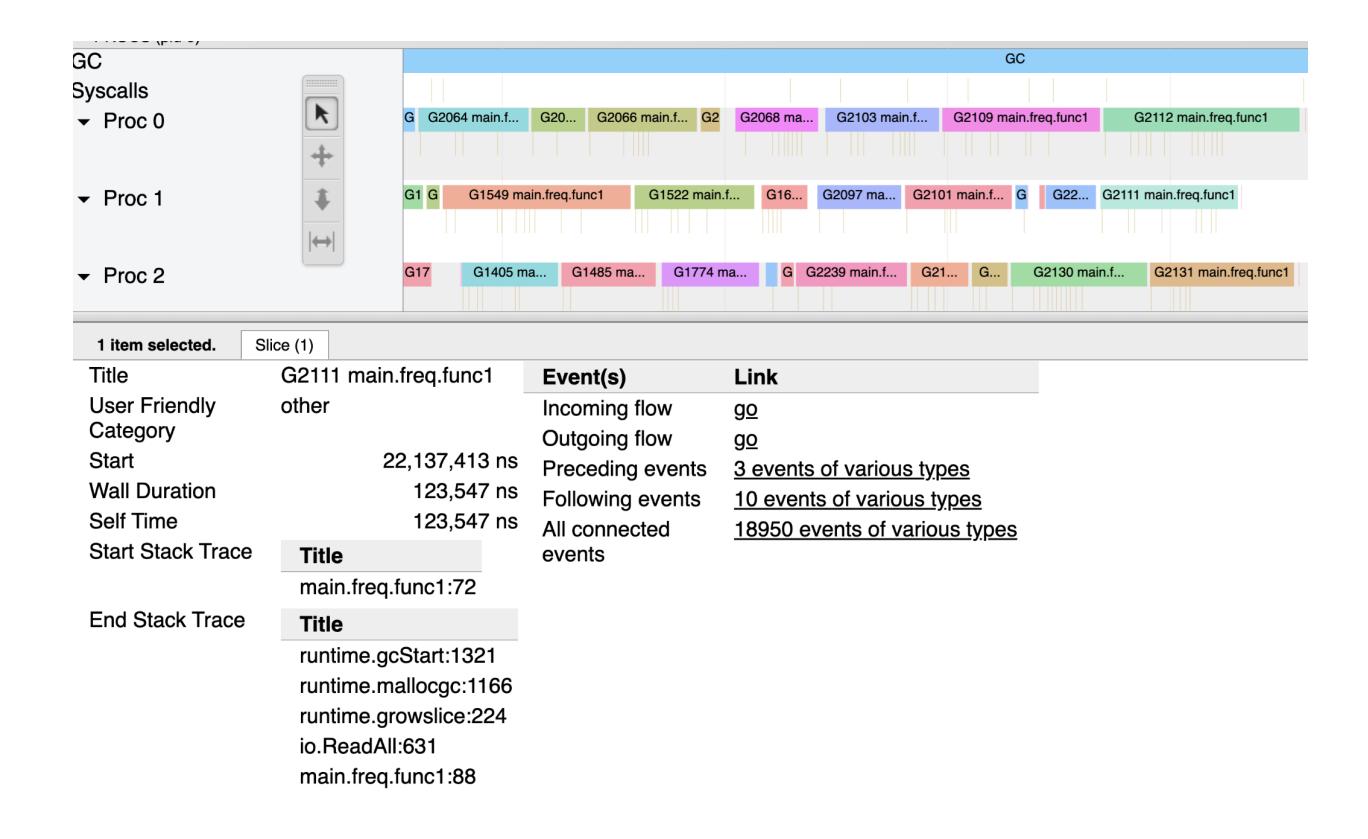 GC
GC
Syscalls
Proc 0
G G2064 main.f... G20... G2066 main.f... G2 G2068 ma... G2103 main.f... G2109 main.freq.func1 G2112 main.freq.func1
Proc 1
G1 G G1549 main.freq.func1 G1522 main.f... G16... G2097 ma... G2101 main.f... G G22... G2111 main.freq.func1
Proc 2
G17 G1405 ma... G1485 ma... G1774 ma... G G2239 main.f... G21... G... G2130 main.f... G2131 main.freq.func1
1 item selected. Slice (1)
Title G2111 main.freq.func1
User Friendly
Category
other
Start 22,137,413 ns
Wall Duration 123,547 ns
Self Time 123,547 ns
Start Stack Trace
Title
main.freq.func1:72
End Stack Trace
Title
runtime.gcStart:1321
runtime.mallocgc:1166
runtime.growslice:224
io.ReadAll:631
main.freq.func1:88
Event(s) Link
Incoming flow go
Outgoing flow go
Preceding events 3 events of various types
Following events 10 events of various types
All connected
events
18950 events of various types